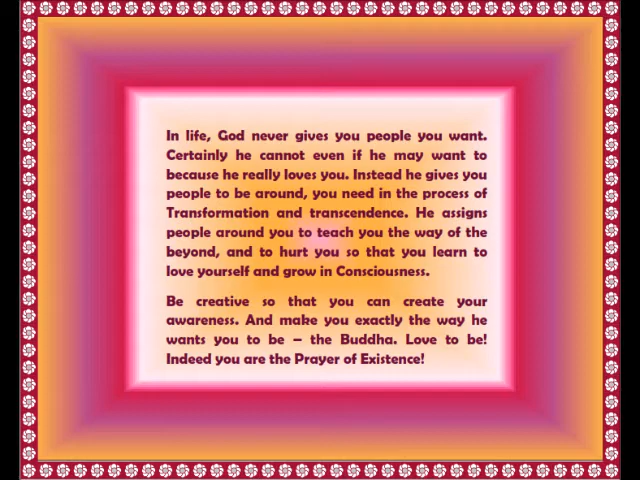 In life, God never gives you people you want.
Certainly he cannot even if he may want to
because he really loves you. Instead he gives you
people to be around, you need in the process of
Transformation and transcendence. He assigns
people around you to teach you the way of the
beyond, and to hurt you so that you learn to
love yourself and grow in Consciousness.
Be creative so that you can create your
awareness. And make you exactly the way he
wants you to be – the Buddha. Love to be!
Indeed you are the Prayer of Existence!